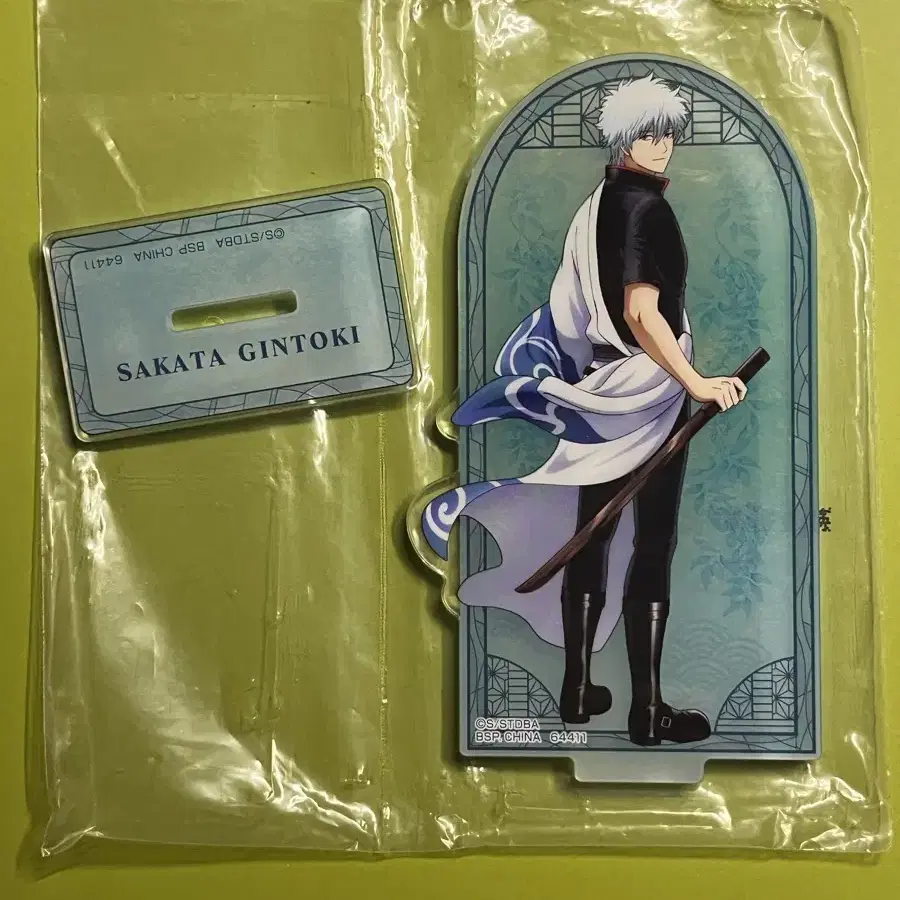 ©S/STDBA BSP CHINA 64411
SAKATA GINTOKI
©S/STDBA
BSP CHINA 64411